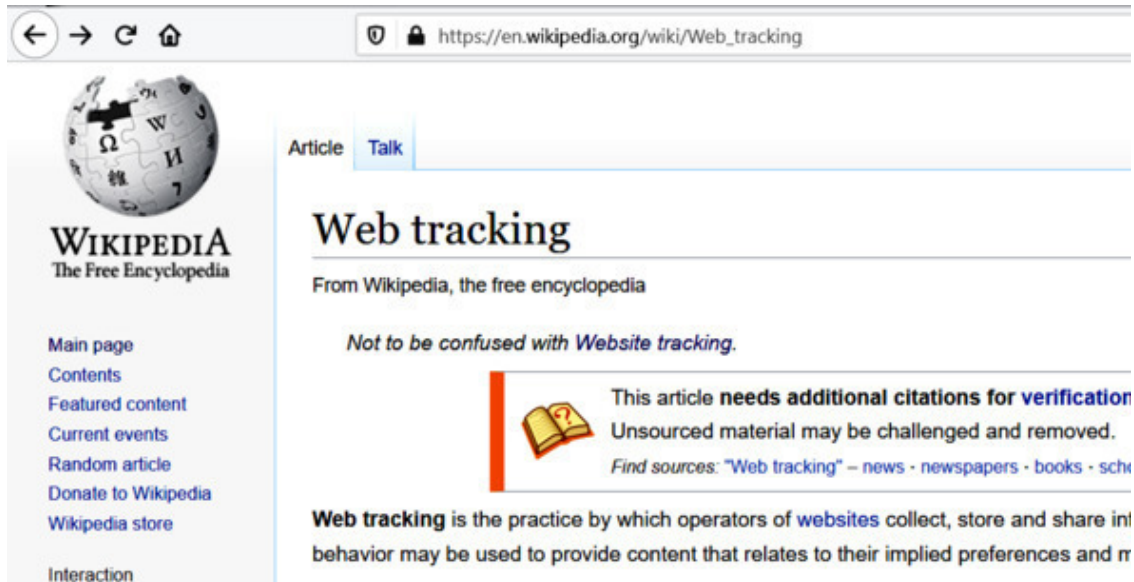 https://en.wikipedia.org/wiki/Web_tracking
WIKIPEDIA
The Free Encyclopedia
Main page
Contents
Featured content
Current events
Random article
Donate to Wikipedia
Wikipedia store
Interaction
Article Talk
Web tracking
From Wikipedia, the free encyclopedia
Not to be confused with Website tracking.
This article needs additional citations for verification
Unsourced material may be challenged and removed.
Find sources: "Web tracking" – news · newspapers · books ·
Web tracking is the practice by which operators of websites collect, store and share
behavior may be used to provide content that relates to their implied preferences and